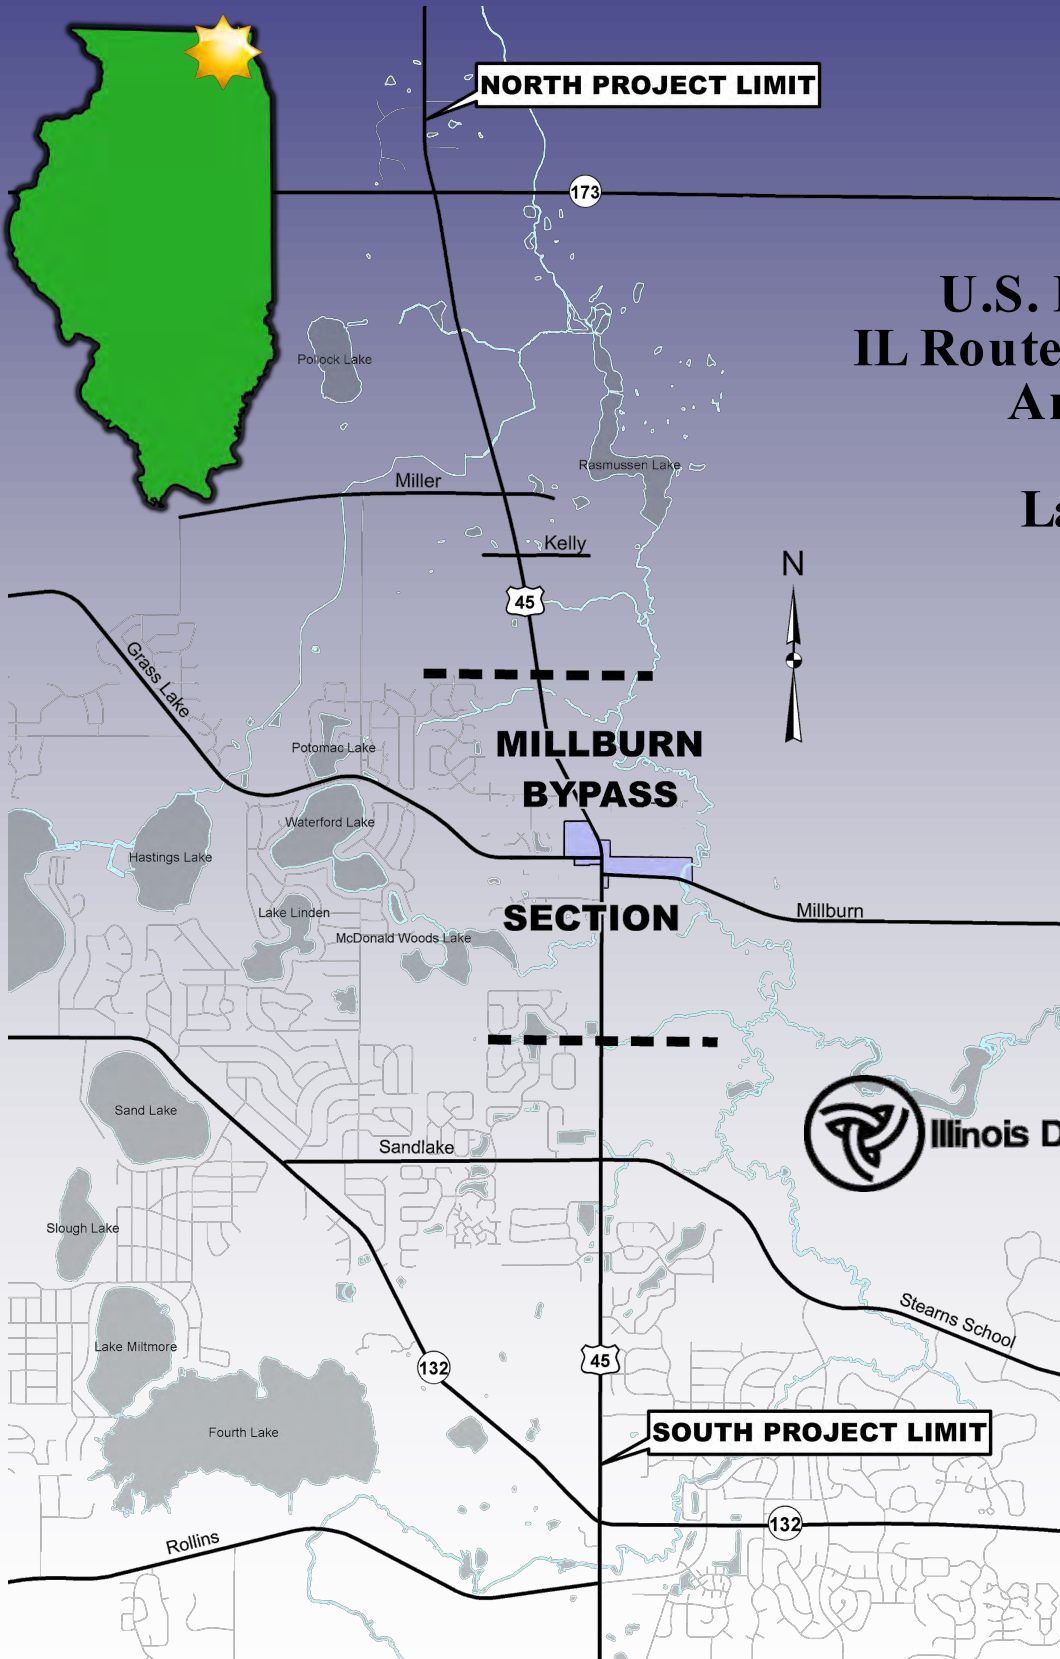 NORTH PROJECT LIMIT
173
U.S.
IL Route
Pollock Lake
Rasmussen Lake
Miller
Kelly
N
45
Grass Lake
Potomac Lake
MILLBURN
BYPASS
Waterford Lake
Hastings Lake
Lake Linden
Millburn
SECTION
McDonald Woods Lake
Sand Lake
Illinois D
Sandlake
Slough Lake
Stearns School
Lake Miltmore
45
132
Fourth Lake
SOUTH PROJECT LIMIT
132
Rollins